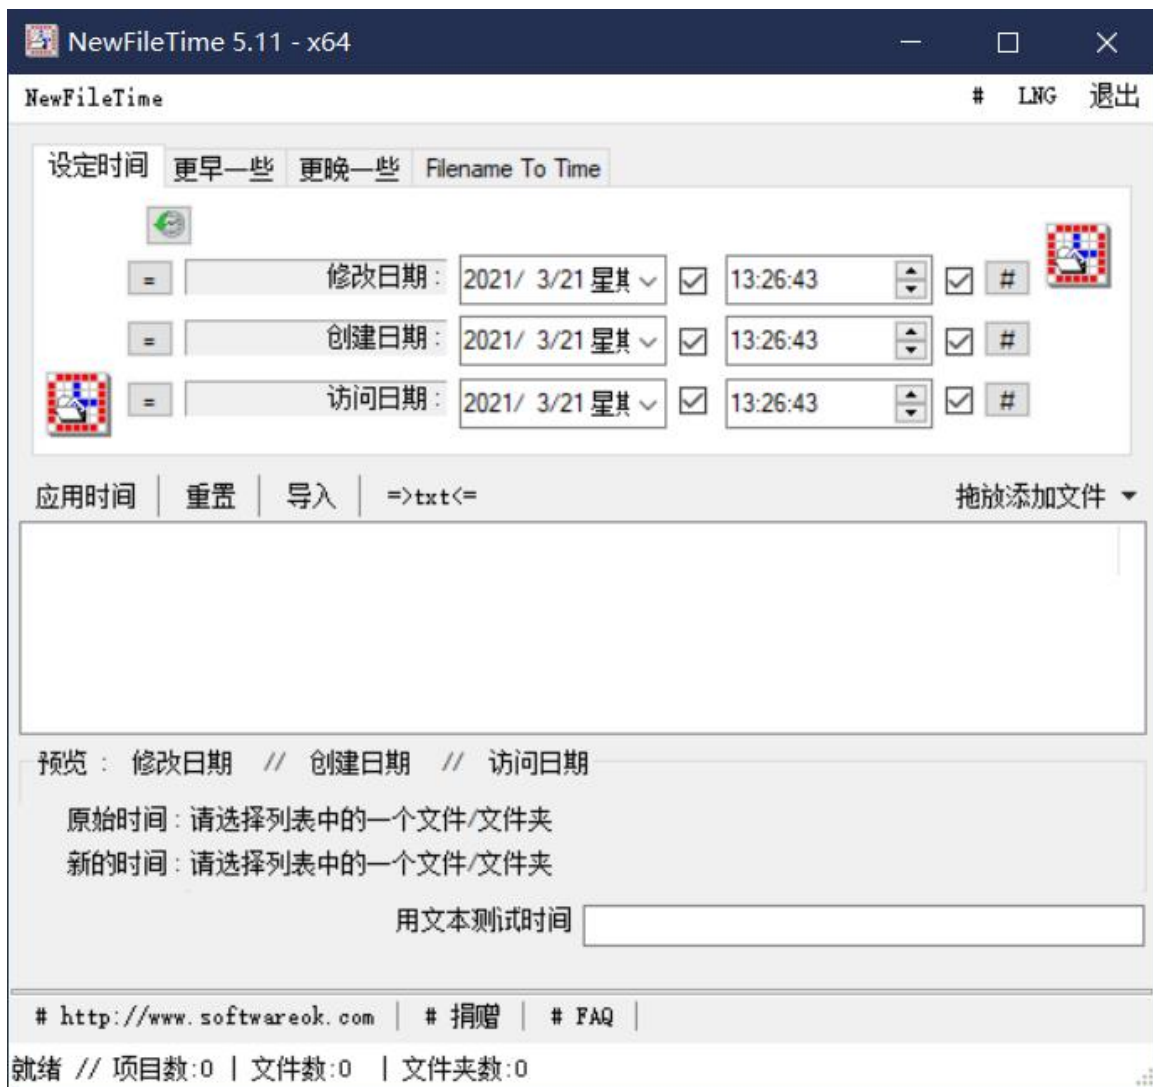 NewFileTime 5.11 - x64
NewFileTime # LNG 退出
设定时间 更早一些 更晚一些 Filename To Time
= 修改日期: 2021/ 3/21 星期 13:26:43 #
= 创建日期: 2021/ 3/21 星期 13:26:43 #
= 访问日期: 2021/ 3/21 星期 13:26:43 #
应用时间 | 重置 | 导入 | =>txt<= 拖放添加文件
预览: 修改日期 // 创建日期 // 访问日期
原始时间: 请选择列表中的一个文件/文件夹
新的时间: 请选择列表中的一个文件/文件夹
用文本测试时间
# http://www.softwareok.com | # 捐赠 | # FAQ |
就绪 // 项目数:0 | 文件数:0 | 文件夹数:0